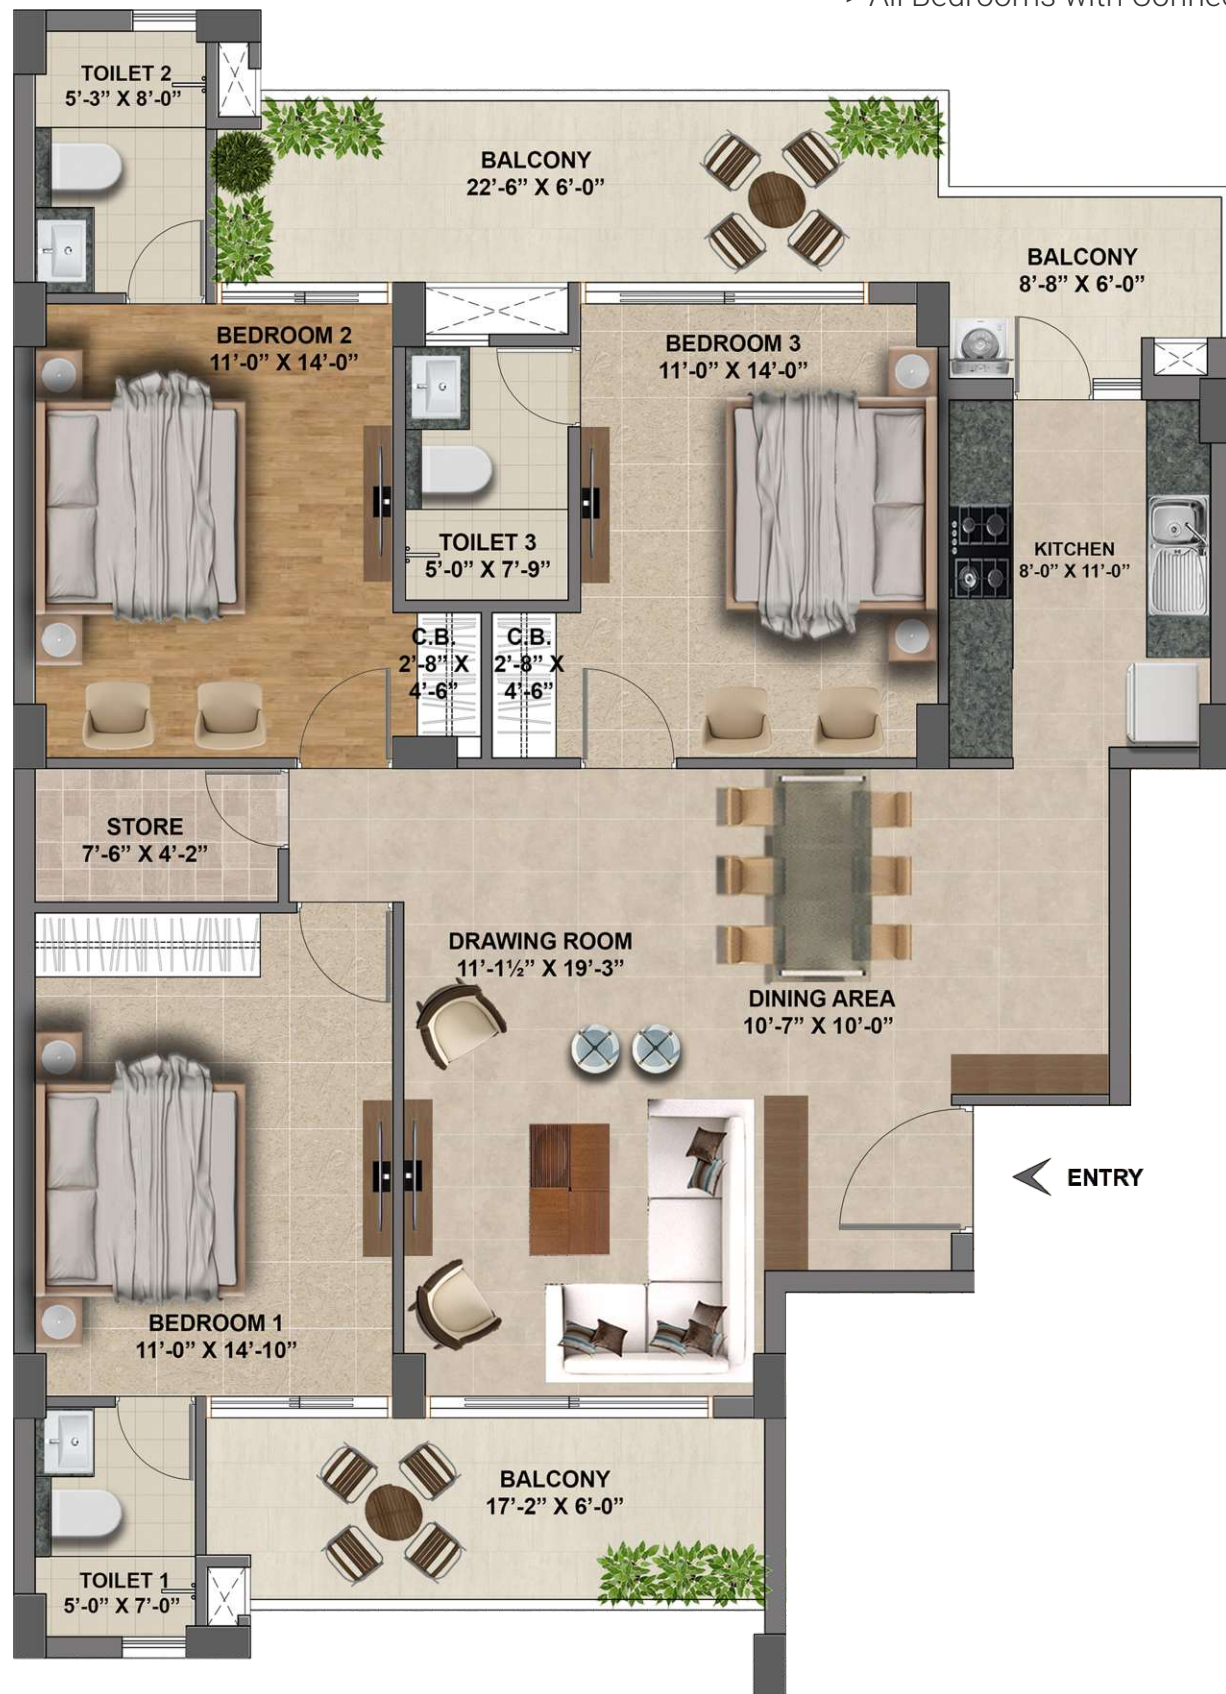 > All Bedrooms with Conne
TOILET 2
5'-3” X 8'-0”
BALCONY
22'-6” X 6'-0”
BALCONY
8'-8” X 6'-0”
BEDROOM 2
11'-0” X 14'-0”
BEDROOM 3
11'-0” X 14'-0”
TOILET 3
5'-0” X 7'-9”
KITCHEN
8'-0” X 11'-0”
C.B.
2'-8” X
4'-6”
C.B.
2'-8” X
4'-6”
STORE
7'-6” X 4'-2”
DRAWING ROOM
11'-1½” X 19'-3”
DINING AREA
10'-7” X 10'-0”
ENTRY
BEDROOM 1
11'-0” X 14'-10”
BALCONY
17'-2” X 6'-0”
TOILET 1
5'-0” X 7'-0”